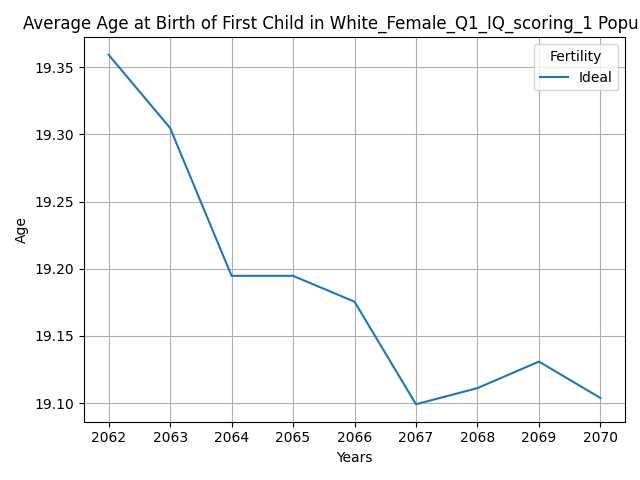 Average Age at Birth of First Child in White_Female_Q1_IQ_scoring_1 Popu
Fertility
Ideal
19.35
19.30
19.25
19.20
19.15
19.10
Age
2062 2063 2064 2065 2066 2067 2068 2069 2070
Years